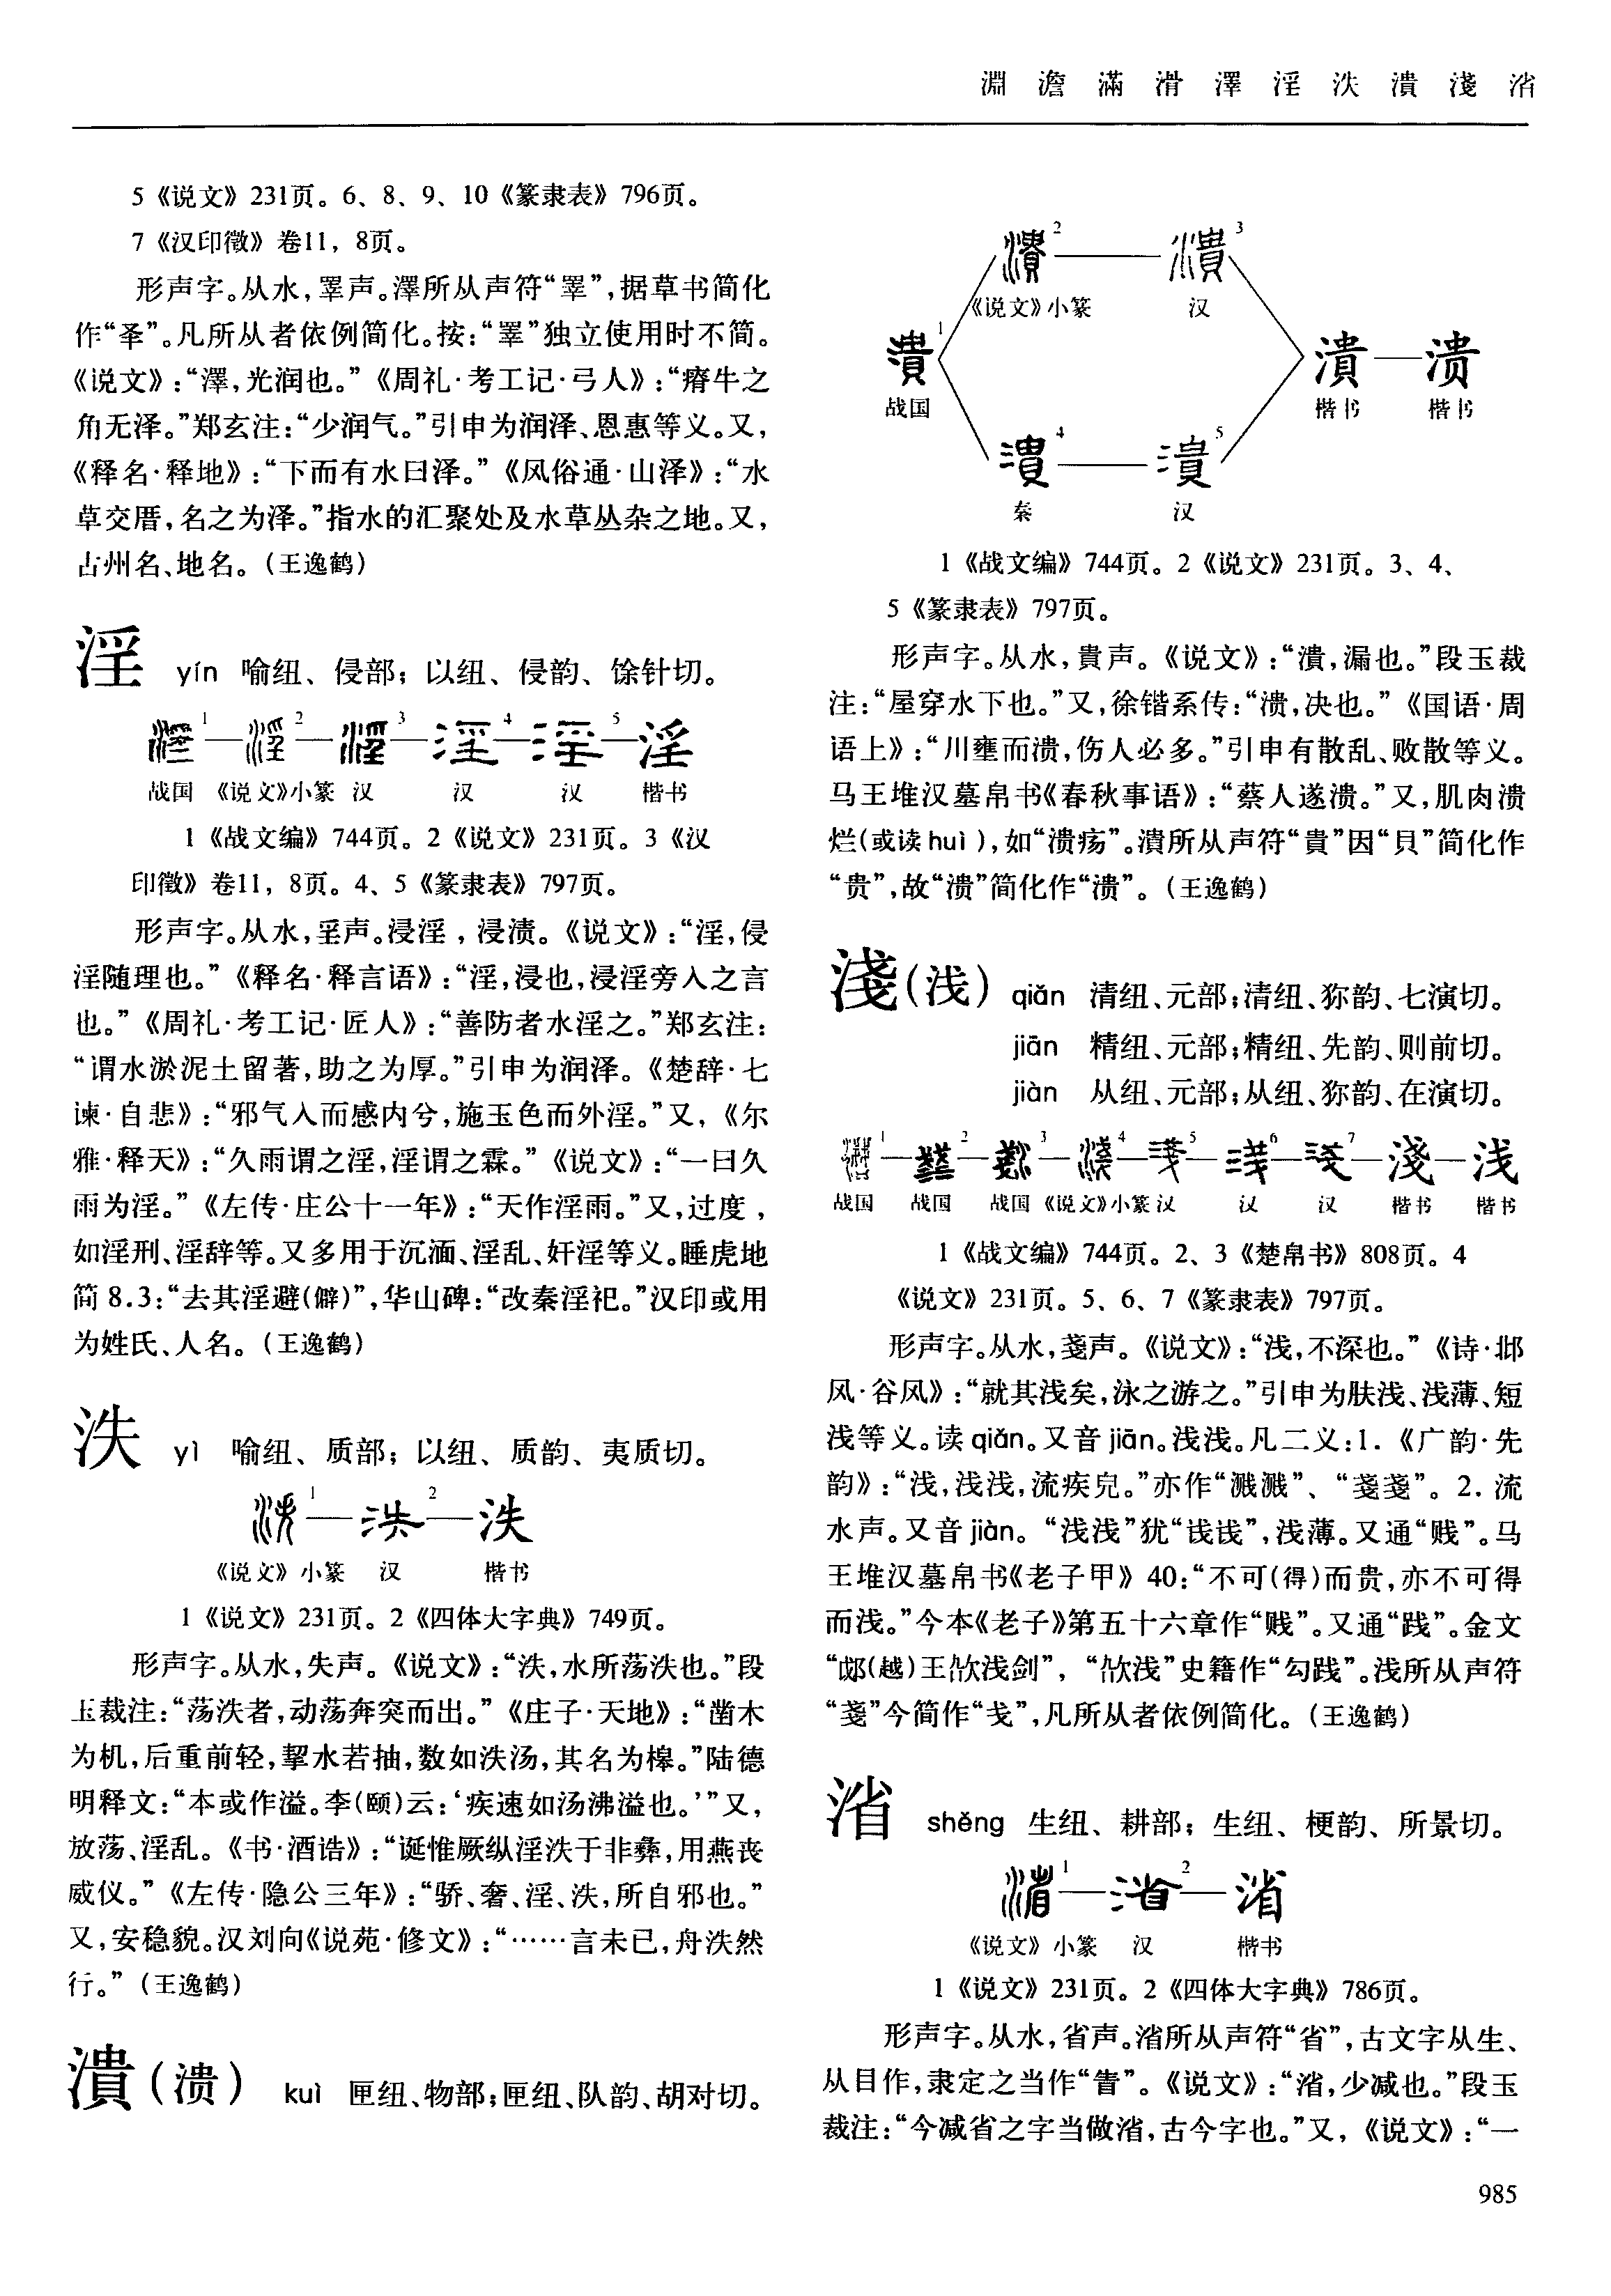 淵 澹 滿 滑 澤 淫 泆 潰 淺 渻
5《说文》231页。6、8、9、10《篆隶表》796页。
7《汉印徵》卷11，8页。
形声字。从水，睪声。澤所从声符“睪”，据草书简化
作“𠬤”。凡所从者依例简化。按：“睪”独立使用时不简。
《说文》：“澤，光润也。”《周礼·考工记·弓人》：“瘠牛之
角无泽。”郑玄注：“少润气。”引申为润泽、恩惠等义。又，
《释名·释地》：“下而有水曰泽。”《风俗通·山泽》：“水
草交厝，名之为泽。”指水的汇聚处及水草丛杂之地。又，
古州名、地名。（王逸鹤）
淫 yín 喻纽、侵部；以纽、侵韵、馀针切。
1 2 3 4 5 淫
战国 《说文》小篆 汉 汉 汉 楷书
1《战文编》744页。2《说文》231页。3《汉
印徵》卷11，8页。4、5《篆隶表》797页。
形声字。从水，㸒声。浸淫，浸渍。《说文》：“淫，侵
淫随理也。”《释名·释言语》：“淫，浸也，浸淫旁入之言
也。”《周礼·考工记·匠人》：“善防者水淫之。”郑玄注：
“谓水淤泥土留著，助之为厚。”引申为润泽。《楚辞·七
谏·自悲》：“邪气入而感内兮，施玉色而外淫。”又，《尔
雅·释天》：“久雨谓之淫，淫谓之霖。”《说文》：“一曰久
雨为淫。”《左传·庄公十一年》：“天作淫雨。”又，过度，
如淫刑、淫辞等。又多用于沉湎、淫乱、奸淫等义。睡虎地
简8.3：“去其淫避(僻)”，华山碑：“改秦淫祀。”汉印或用
为姓氏、人名。（王逸鹤）
泆 yì 喻纽、质部；以纽、质韵、夷质切。
1 2 泆
《说文》小篆 汉 楷书
1《说文》231页。2《四体大字典》749页。
形声字。从水，失声。《说文》：“泆，水所荡泆也。”段
玉裁注：“荡泆者，动荡奔突而出。”《庄子·天地》：“凿木
为机，后重前轻，挈水若抽，数如泆汤，其名为槔。”陆德
明释文：“本或作溢。李(颐)云：‘疾速如汤沸溢也。’”又，
放荡、淫乱。《书·酒诰》：“诞惟厥纵淫泆于非彝，用燕丧
威仪。”《左传·隐公三年》：“骄、奢、淫、泆，所自邪也。”
又，安稳貌。汉刘向《说苑·修文》：“……言未已，舟泆然
行。”（王逸鹤）
潰（溃） kuì 匣纽、物部；匣纽、队韵、胡对切。
2 3
《说文》小篆 汉
1 潰 溃
战国 楷书 楷书
4 5
秦 汉
1《战文编》744页。2《说文》231页。3、4、
5《篆隶表》797页。
形声字。从水，貴声。《说文》：“潰，漏也。”段玉裁
注：“屋穿水下也。”又，徐锴系传：“溃，决也。”《国语·周
语上》：“川壅而溃，伤人必多。”引申有散乱、败散等义。
马王堆汉墓帛书《春秋事语》：“蔡人遂溃。”又，肌肉溃
烂(或读huì)，如“溃疡”。潰所从声符“貴”因“貝”简化作
“贵”，故“溃”简化作“溃”。（王逸鹤）
淺（浅） qiǎn 清纽、元部；清纽、狝韵、七演切。
jiān 精纽、元部；精纽、先韵、则前切。
jiàn 从纽、元部；从纽、狝韵、在演切。
1 2 3 4 5 6 7 淺 浅
战国 战国 战国 《说文》小篆 汉 汉 汉 楷书 楷书
1《战文编》744页。2、3《楚帛书》808页。4
《说文》231页。5、6、7《篆隶表》797页。
形声字。从水，戔声。《说文》：“浅，不深也。”《诗·邶
风·谷风》：“就其浅矣，泳之游之。”引申为肤浅、浅薄、短
浅等义。读qiǎn。又音jiān。浅浅。凡二义：1.《广韵·先
韵》：“浅，浅浅，流疾皃。”亦作“溅溅”、“戔戔”。2.流
水声。又音jiàn。“浅浅”犹“诶诶”，浅薄。又通“贱”。马
王堆汉墓帛书《老子甲》40：“不可(得)而贵，亦不可得
而浅。”今本《老子》第五十六章作“贱”。又通“践”。金文
“郕(越)王欮浅剑”，“欮浅”史籍作“勾践”。浅所从声符
“戔”今简作“戋”，凡所从者依例简化。（王逸鹤）
渻 shěng 生纽、耕部；生纽、梗韵、所景切。
1 2 渻
《说文》小篆 汉 楷书
1《说文》231页。2《四体大字典》786页。
形声字。从水，省声。渻所从声符“省”，古文字从生、
从目作，隶定之当作“眚”。《说文》：“渻，少减也。”段玉
裁注：“今减省之字当做渻，古今字也。”又，《说文》：“一
985